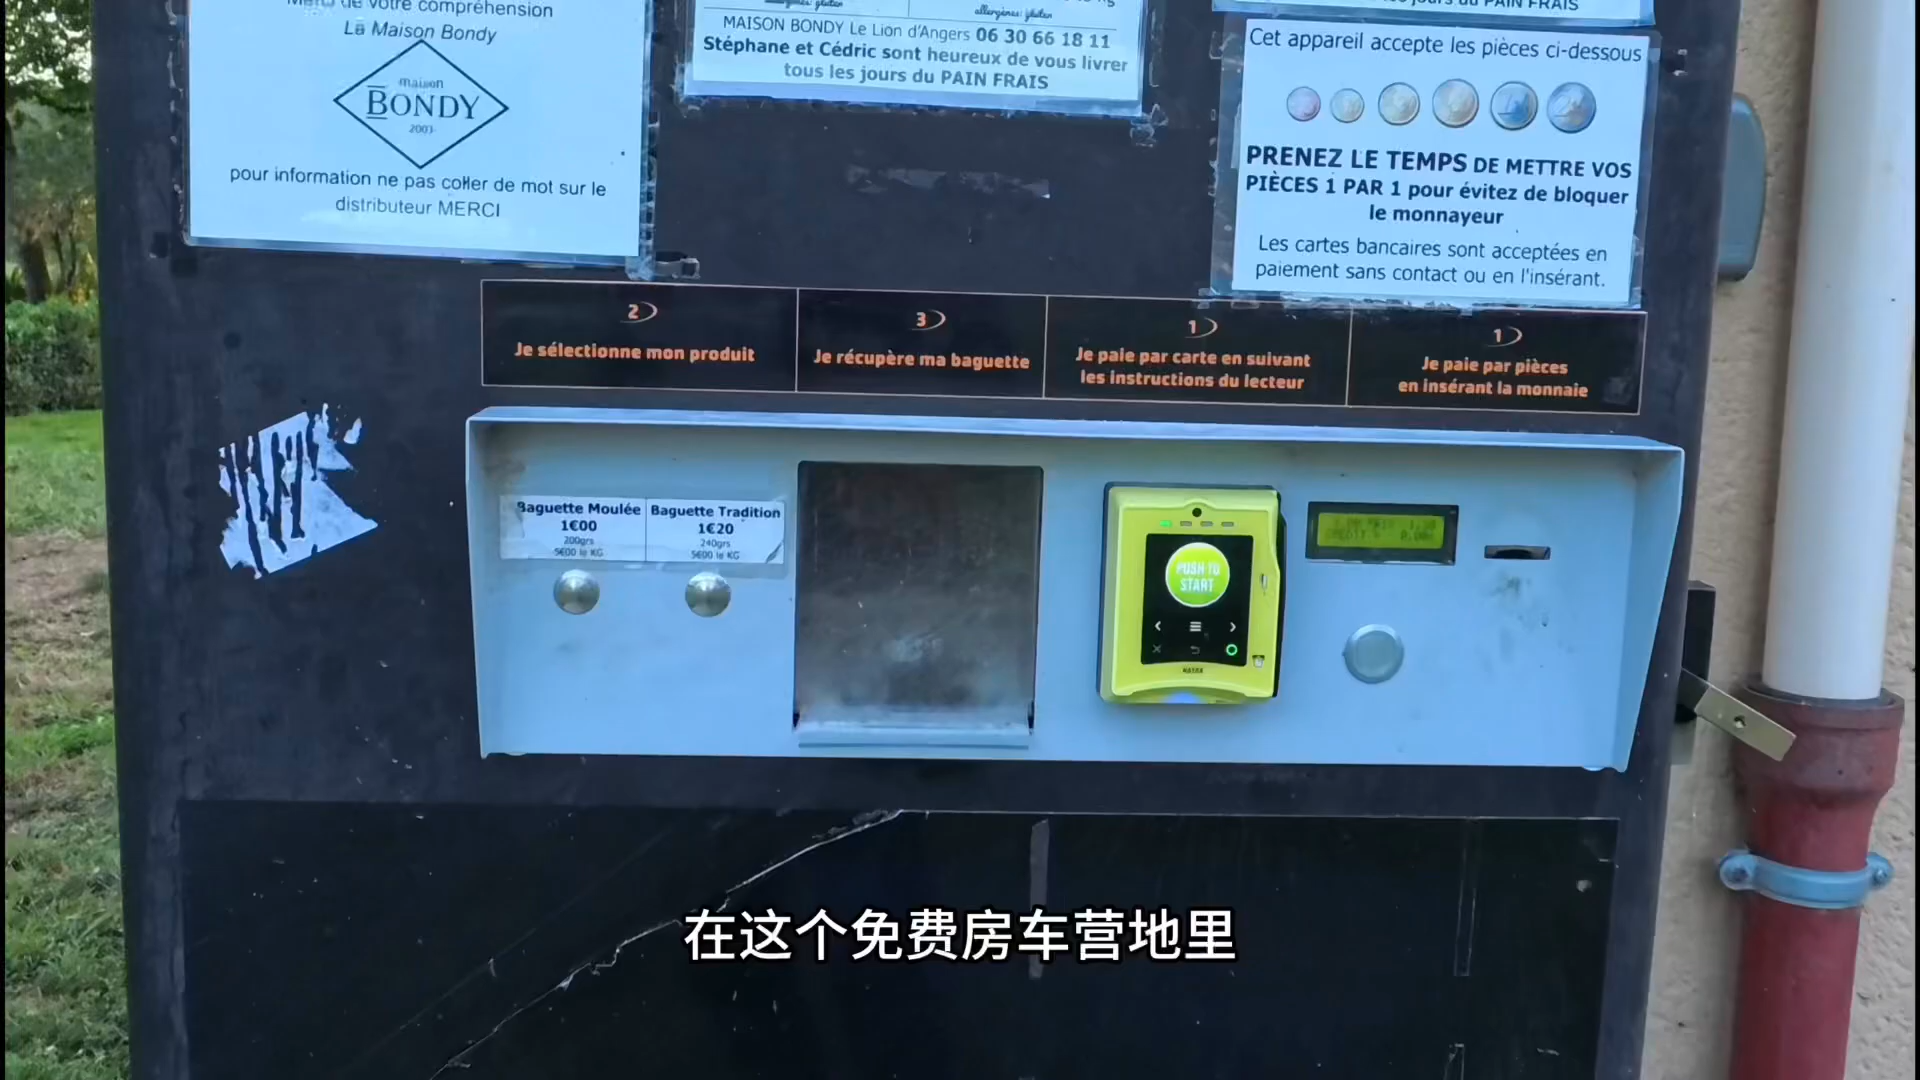 de votre compréhension
La Maison Bondy
maison
BONDY
2003
pour information ne pas coller de mot sur le
distributeur MERCI
allergènes: gluten
allergènes: gluten
MAISON BONDY Le Lion d'Angers 06 30 66 18 11
Stéphane et Cédric sont heureux de vous livrer
tous les jours du PAIN FRAIS
jours du PAIN FRAIS
Cet appareil accepte les pièces ci-dessous
PRENEZ LE TEMPS DE METTRE VOS
PIÈCES 1 PAR 1 pour évitez de bloquer
le monnayeur
Les cartes bancaires sont acceptées en
paiement sans contact ou en l'insérant.
2
Je sélectionne mon produit
3
Je récupère ma baguette
1
Je paie par carte en suivant
les instructions du lecteur
1
Je paie par pièces
en insérant la monnaie
Baguette Moulée
1€00
200grs
5€00 le KG
Baguette Tradition
1€20
240grs
5€00 le KG
PUSH TO
START
NAYAX
在这个免费房车营地里